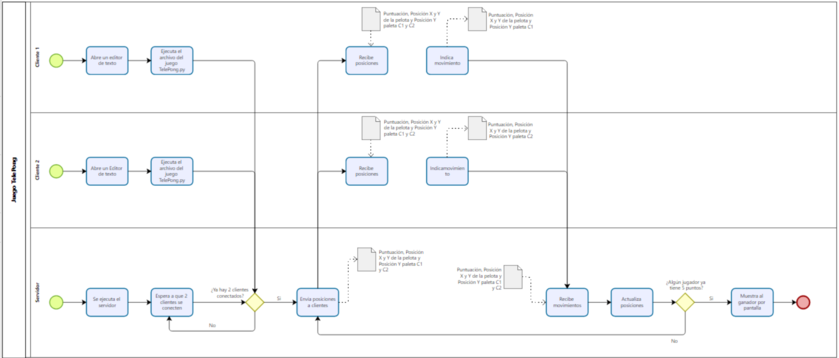 Juego TelePong
Cliente 1
Abre un editor
de texto
Ejecuta el
archivo del
juego
TelePong.py
Puntuación, Posición X y Y
de la pelota y Posición Y
paleta C1 y C2
Recibe
posiciones
Puntuación, Posición
X y Y de la pelota y
Posición Y paleta C1
Indica
movimiento
Cliente 2
Abre un Editor
de texto
Ejecuta el
archivo del
juego
TelePong.py
Puntuación, Posición X y Y
de la pelota y Posición Y
paleta C1 y C2
Recibe
posiciones
Puntuación, Posición
X y Y de la pelota y
Posición Y paleta C2
Indicamovimien
to
Servidor
Se ejecuta el
servidor
Espera a que 2
clientes se
conecten
¿Ya hay 2 clientes
conectados?
Si
No
Envia posiciones
a clientes
Puntuación, Posición
X y Y de la pelota y
Posición Y paleta C1
y C2
Puntuación, Posición
X y Y de la pelota y
Posición Y paleta C1
y C2
Recibe
movimientos
Actualiza
posiciones
¿Algún jugador ya
tiene 5 puntos?
Si
No
Muestra al
ganador por
pantalla